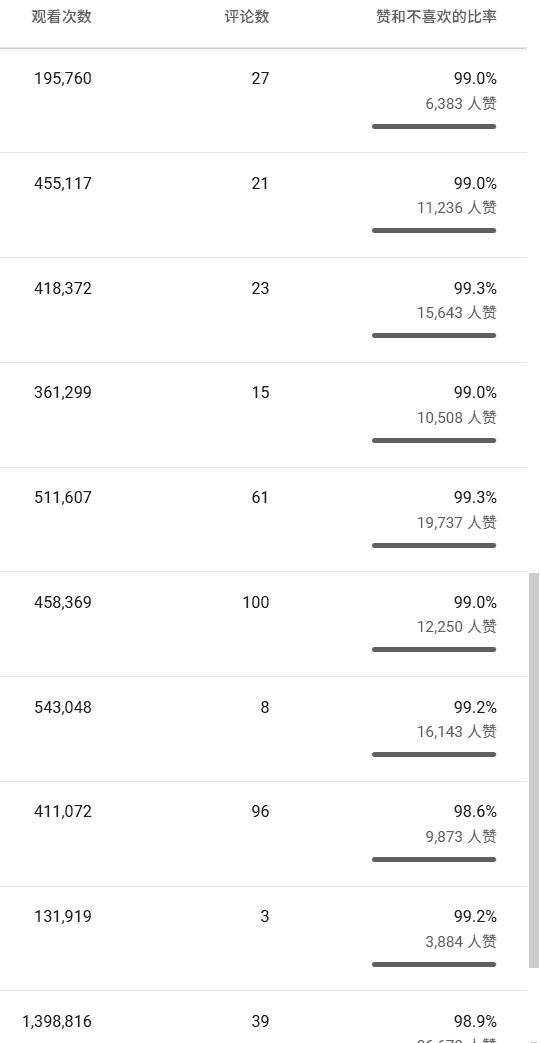 观看次数 评论数 赞和不喜欢的比率
195,760 27 99.0%
6,383 人赞
455,117 21 99.0%
11,236 人赞
418,372 23 99.3%
15,643 人赞
361,299 15 99.0%
10,508 人赞
511,607 61 99.3%
19,737 人赞
458,369 100 99.0%
12,250 人赞
543,048 8 99.2%
16,143 人赞
411,072 96 98.6%
9,873 人赞
131,919 3 99.2%
3,884 人赞
1,398,816 39 98.9%